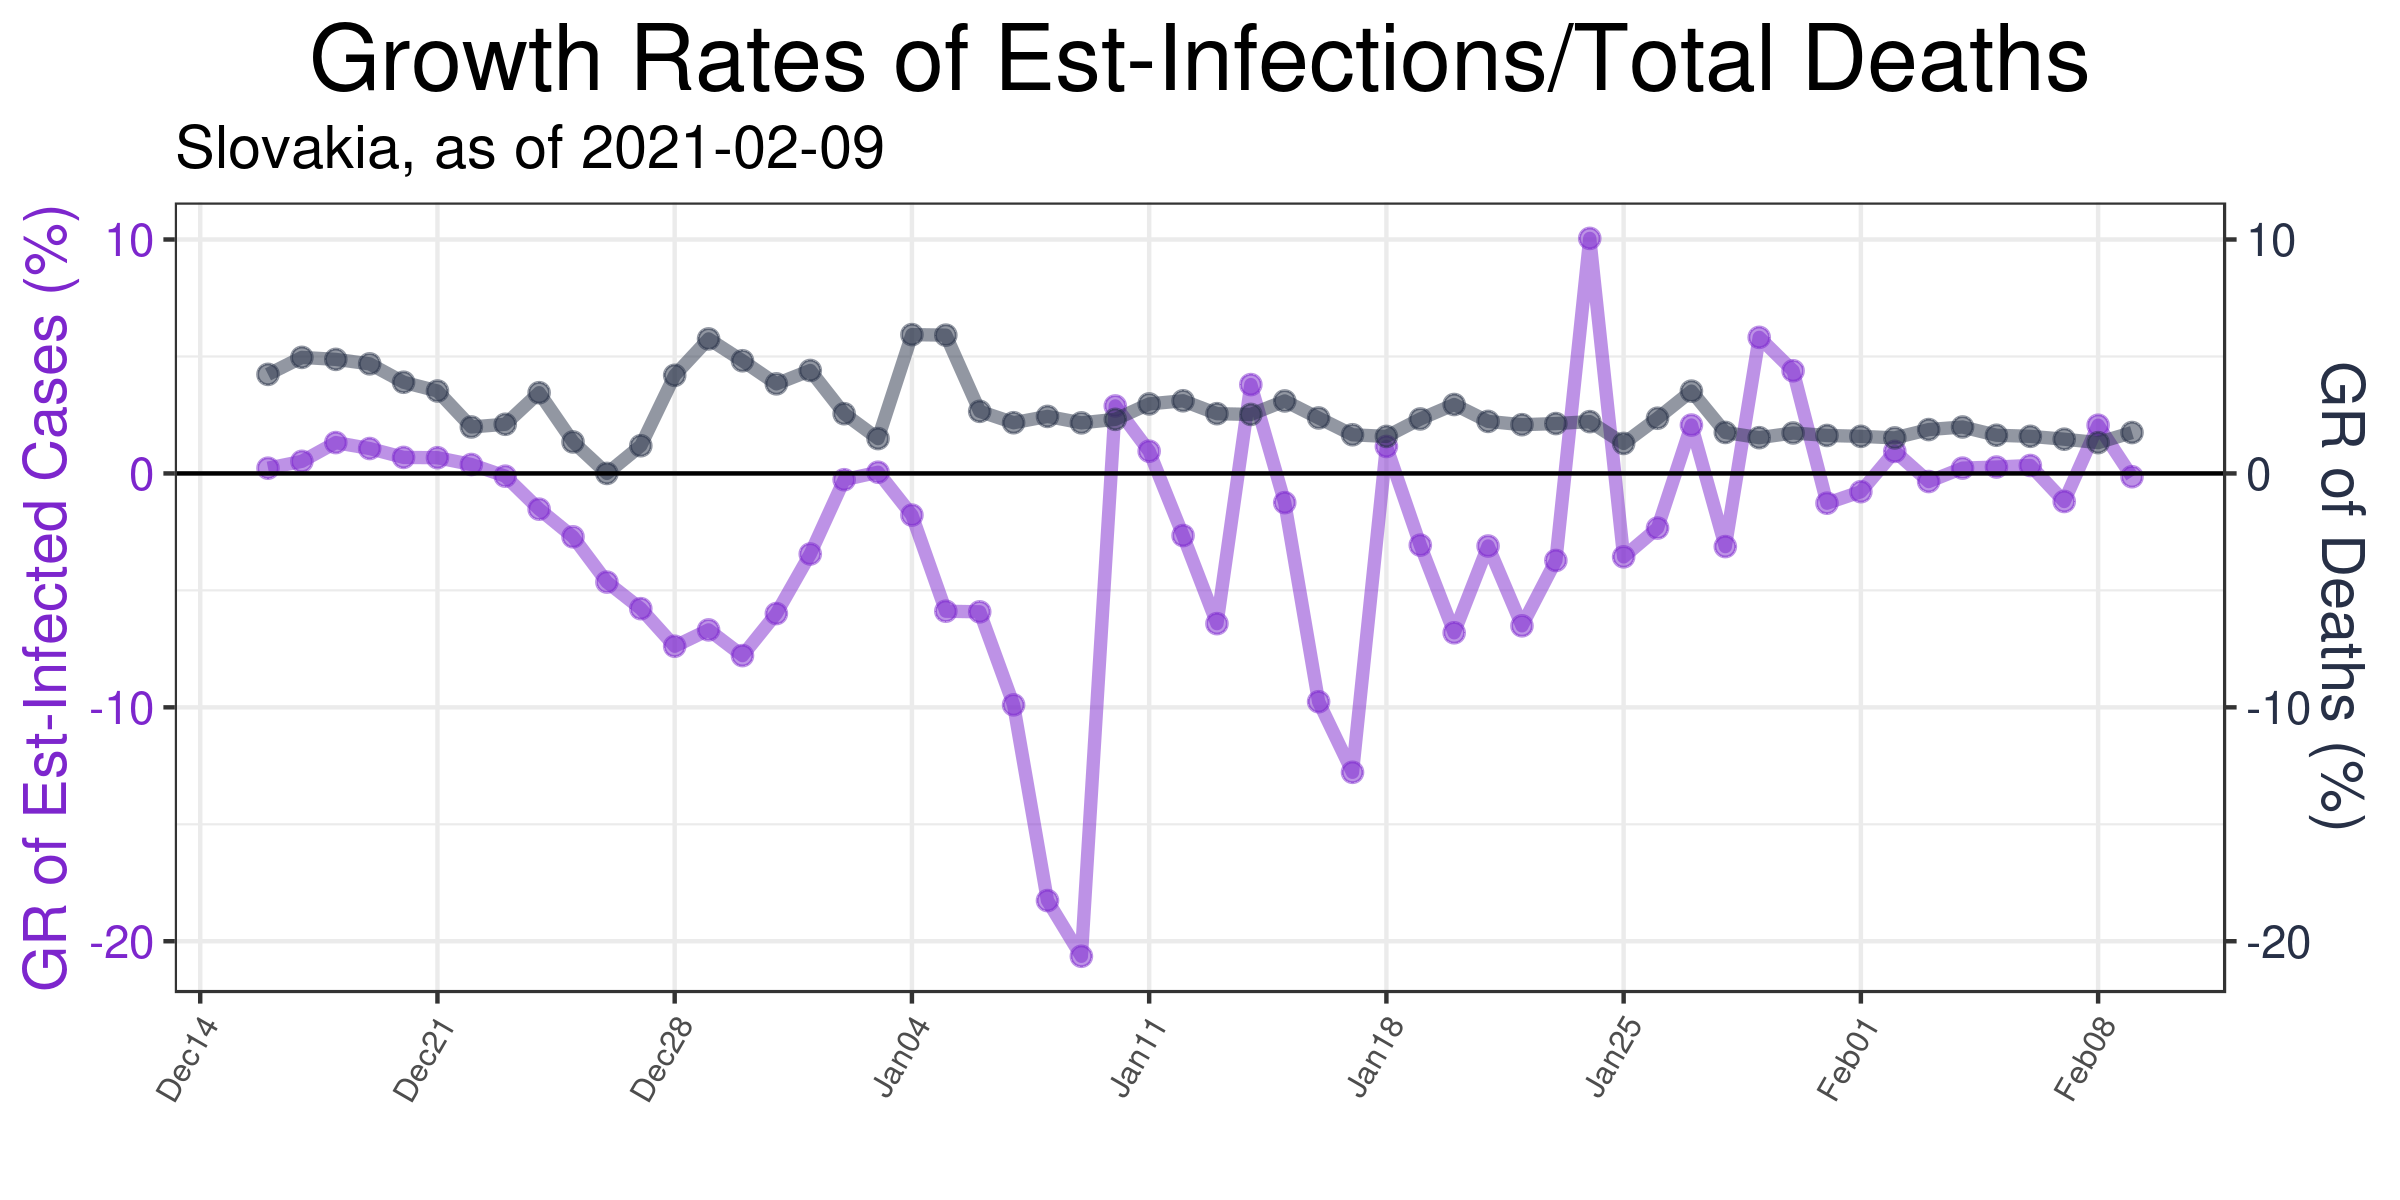 Growth Rates of Est-Infections/Total Deaths
Slovakia, as of 2021-02-09
GR of Est-Infected Cases (%)
10
0
-10
-20
10
0
-10
-20
GR of Deaths (%)
Dec14
Dec21
Dec28
Jan04
Jan11
Jan18
Jan25
Feb01
Feb08